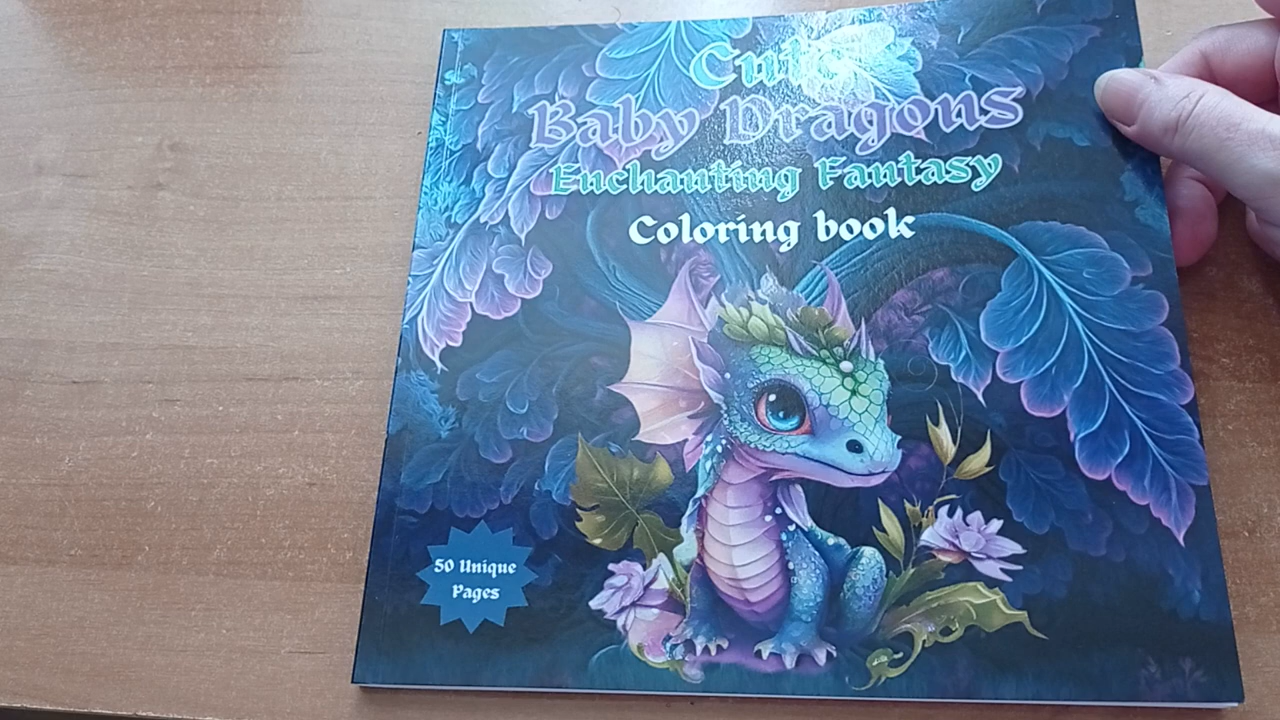 Cute
Baby Dragons
Enchanting Fantasy
Coloring book
50 Unique
Pages